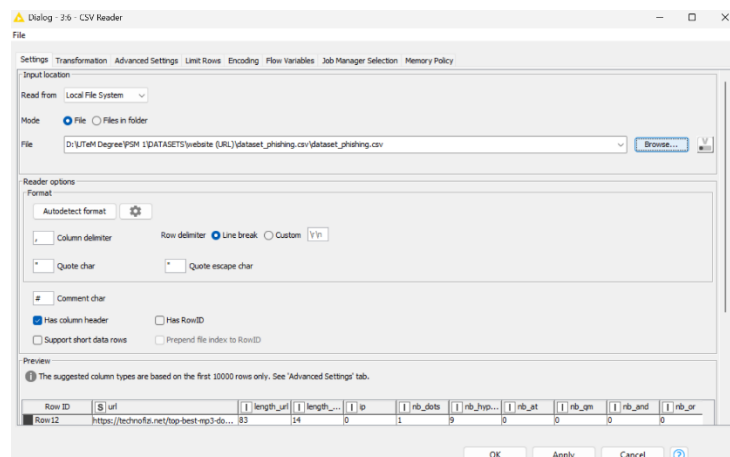 Dialog - 3:6 - CSV Reader
File
Settings Transformation Advanced Settings Limit Rows Encoding Flow Variables Job Manager Selection Memory Policy
Input location
Read from Local File System
Mode File Files in folder
File D:\UTeM Degree\PSM 1\DATASETS\website (URL)\dataset_phishing.csv\dataset_phishing.csv Browse... V
Reader options
Format
Autodetect format
, Column delimiter Row delimiter Line break Custom \r\n
" Quote char " Quote escape char
# Comment char
Has column header Has RowID
Support short data rows Prepend file index to RowID
Preview
The suggested column types are based on the first 10000 rows only. See 'Advanced Settings' tab.
Row ID S url I length_url I length_... I ip I nb_dots I nb_hyp... I nb_at I nb_qm I nb_and I nb_or
Row12 https://technofizi.net/top-best-mp3-do... 83 14 0 1 9 0 0 0 0
OK Apply Cancel ?